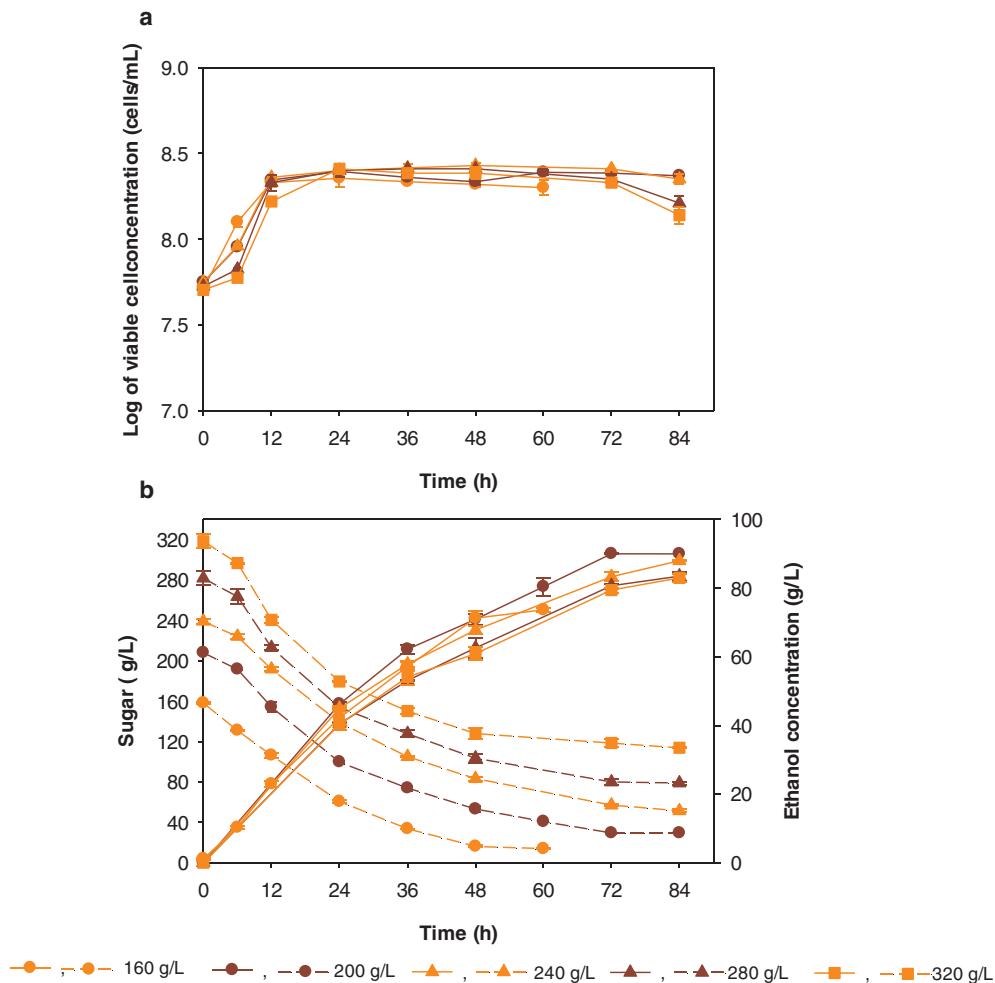 a
Log of viable cellconcentration (cells/mL)
9.0
8.5
8.0
7.5
7.0
0 12 24 36 48 60 72 84
Time (h)
b
Sugar ( g/L)
320
280
240
200
160
120
80
40
0
100
80
60
40
20
0
Ethanol concentration (g/L)
0 12 24 36 48 60 72 84
Time (h)
, 160 g/L , 200 g/L , 240 g/L , 280 g/L , 320 g/L